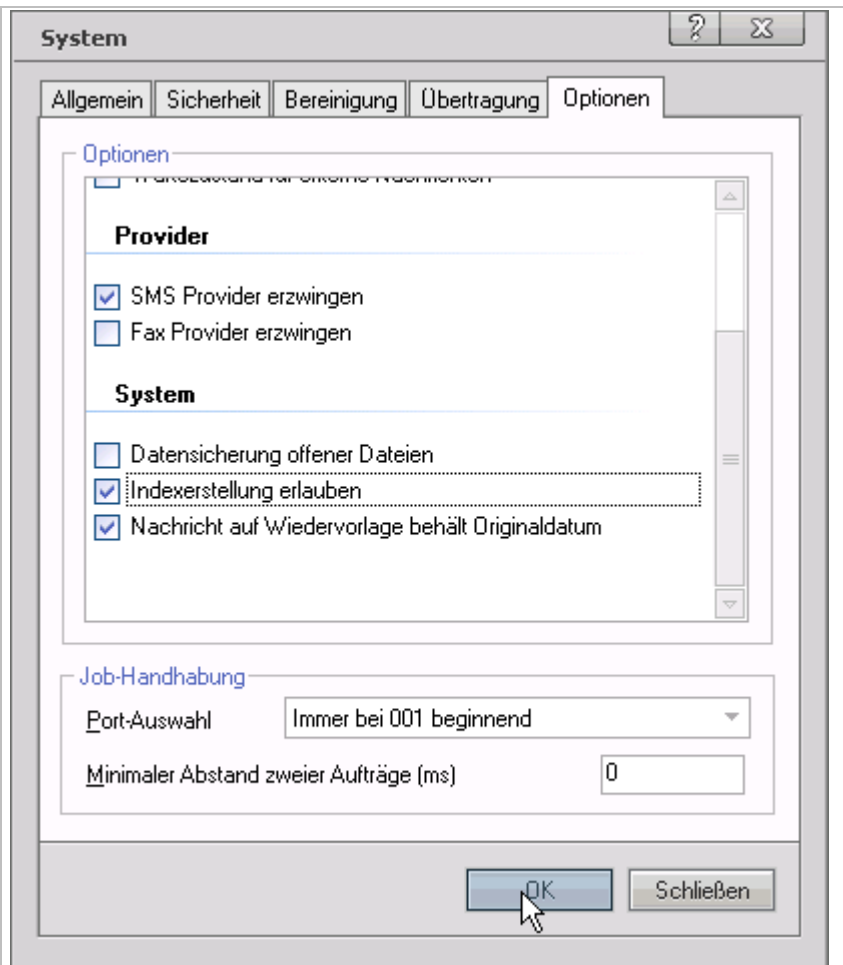 System
Allgemein Sicherheit Bereinigung Übertragung Optionen
Optionen
Provider
SMS Provider erzwingen
Fax Provider erzwingen
System
Datensicherung offener Dateien
Indexerstellung erlauben
Nachricht auf Wiedervorlage behält Originaldatum
Job-Handhabung
Port-Auswahl Immer bei 001 beginnend
Minimaler Abstand zweier Aufträge (ms) 0
OK Schließen